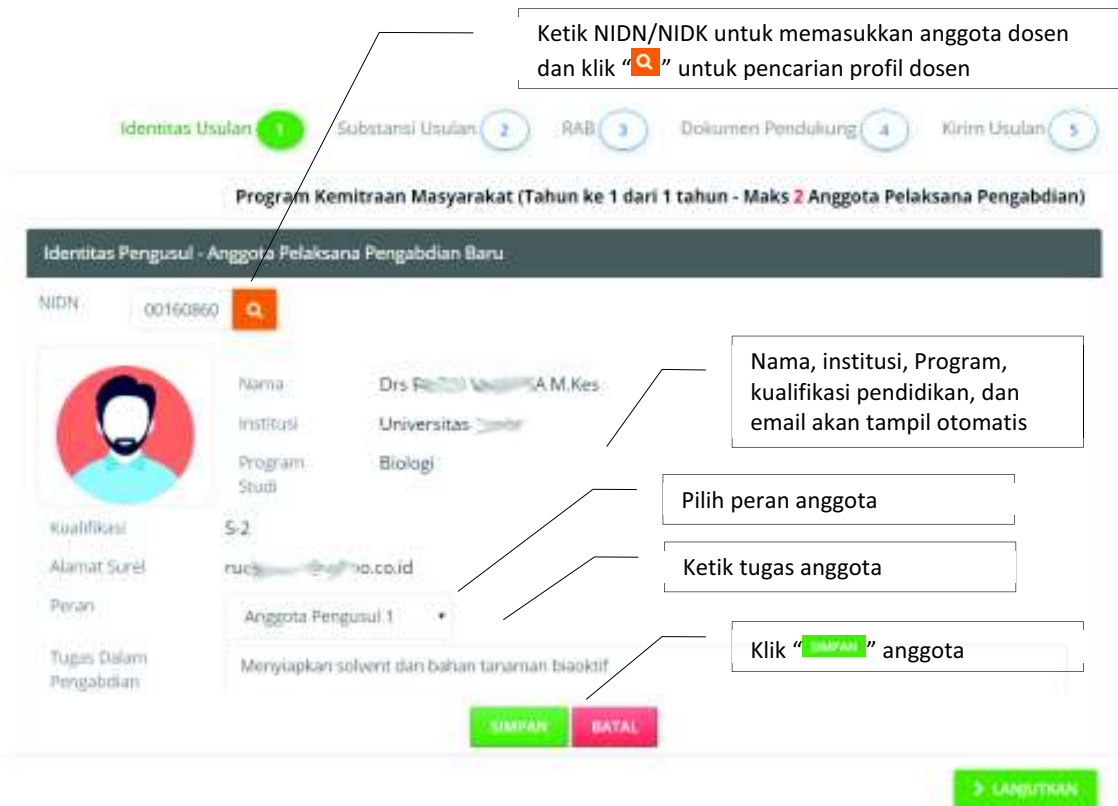 Ketik NIDN/NIDK untuk memasukkan anggota dosen
dan klik “ ” untuk pencarian profil dosen
Identitas Usulan 1 Substansi Usulan 2 RAB 3 Dokumen Pendukung 4 Kirim Usulan 5
Program Kemitraan Masyarakat (Tahun ke 1 dari 1 tahun - Maks 2 Anggota Pelaksana Pengabdian)
Identitas Pengusul - Anggota Pelaksana Pengabdian Baru
NIDN 00160860
Nama Drs M.Kes
Institusi Universitas
Program Studi Biologi
Nama, institusi, Program,
kualifikasi pendidikan, dan
email akan tampil otomatis
Kualifikasi S-2
Pilih peran anggota
Alamat Surel
Ketik tugas anggota
Peran Anggota Pengusul 1
Tugas Dalam
Pengabdian
Menyiapkan solvent dan bahan tanaman biaoktif
Klik “SIMPAN” anggota
SIMPAN BATAL
> LANJUTKAN